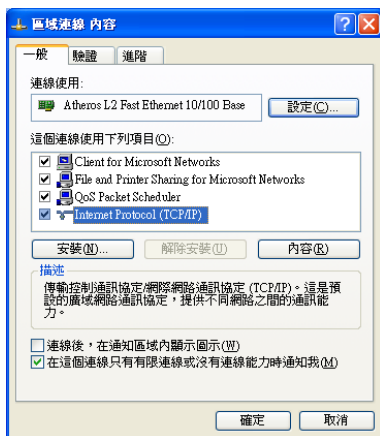 區域連線 內容
一般 驗證 進階
連線使用:
Atheros L2 Fast Ethernet 10/100 Base
設定(C)...
這個連線使用下列項目(O):
Client for Microsoft Networks
File and Printer Sharing for Microsoft Networks
QoS Packet Scheduler
Internet Protocol (TCP/IP)
安裝(N)... 解除安裝(U) 內容(R)
描述
傳輸控制通訊協定/網際網路通訊協定 (TCP/IP)。這是預
設的廣域網路通訊協定，提供不同網路之間的通訊能
力。
連線後，在通知區域內顯示圖示(W)
在這個連線只有有限連線或沒有連線能力時通知我(M)
確定 取消